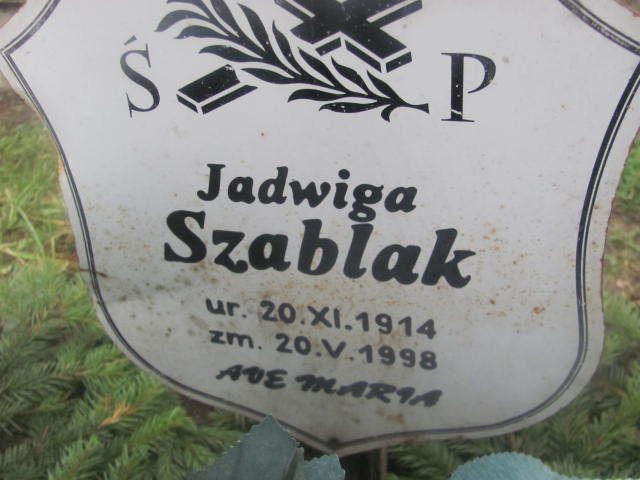 Ś P
Jadwiga
Szablak
ur. 20.XI.1914
zm. 20.V.1998
AVE MARIA